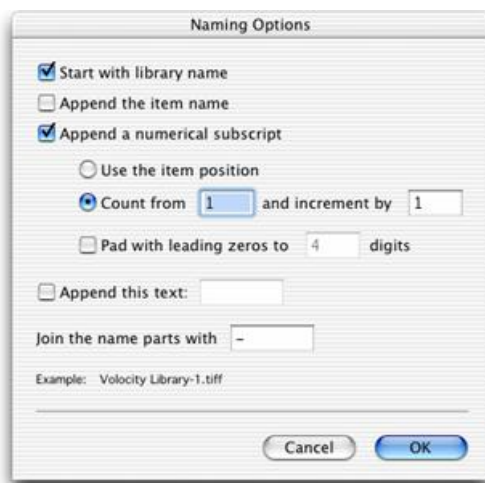 Naming Options
Start with library name
Append the item name
Append a numerical subscript
Use the item position
Count from 1 and increment by 1
Pad with leading zeros to 4 digits
Append this text:
Join the name parts with -
Example: Volocity Library-1.tiff
Cancel OK